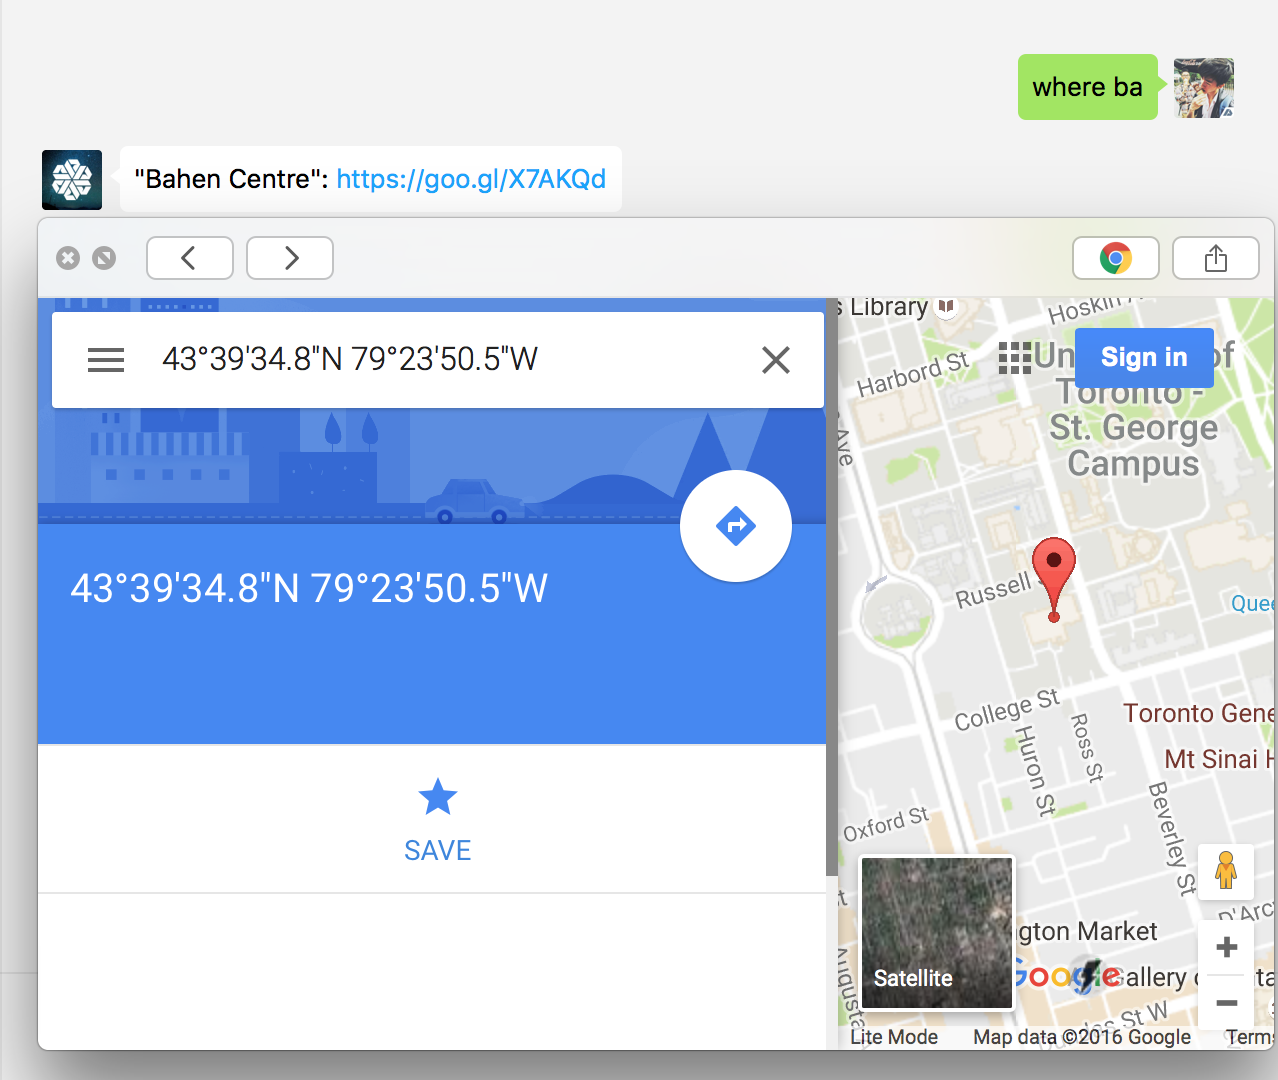 where ba
"Bahen Centre": https://goo.gl/X7AKQd
43°39'34.8"N 79°23'50.5"W
43°39'34.8"N 79°23'50.5"W
SAVE
Library
Hoskin
Harbord St
Sign in
of
Toronto -
St. George
Campus
Ave
Russell
College St
Huron St
Ross St
Toronto Gene
Mt Sinai H
Beverley St
Oxford St
D'Arc
gton Market
Google
allery
Augusta
St W
Satellite
Lite Mode
Map data ©2016 Google
Terms